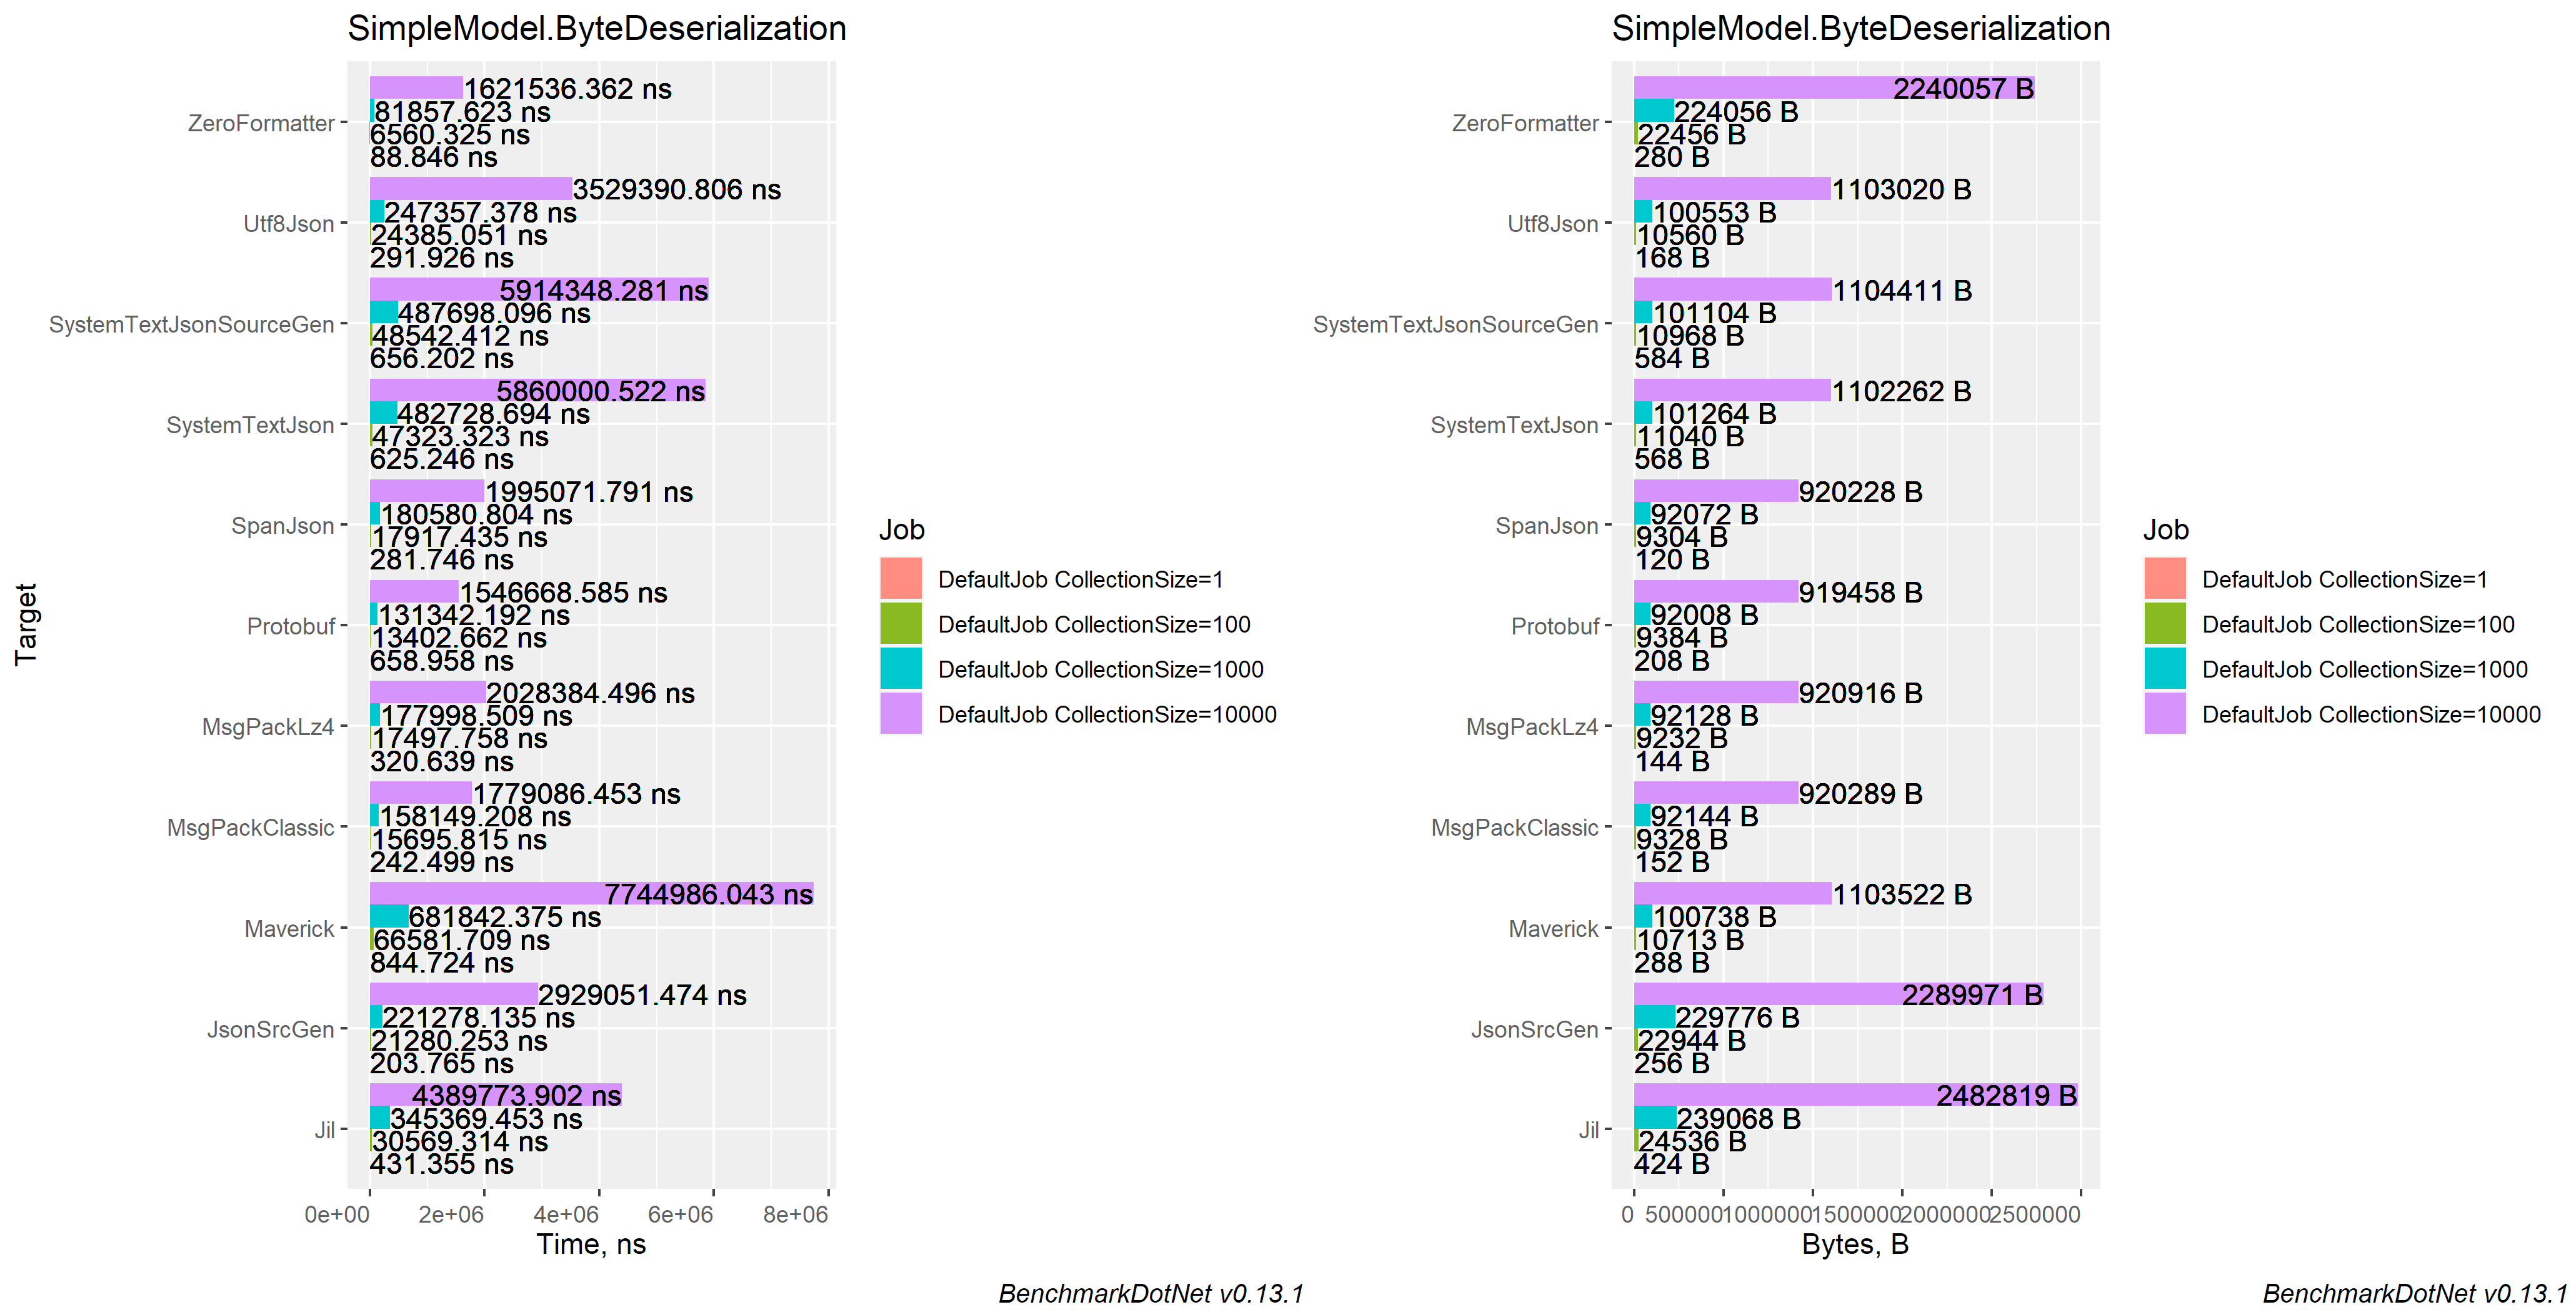 SimpleModel.ByteDeserialization
Target
ZeroFormatter
1621536.362 ns
81857.623 ns
6560.325 ns
88.846 ns
Utf8Json
3529390.806 ns
247357.378 ns
24385.051 ns
291.926 ns
SystemTextJsonSourceGen
5914348.281 ns
487698.096 ns
48542.412 ns
656.202 ns
SystemTextJson
5860000.522 ns
482728.694 ns
47323.323 ns
625.246 ns
SpanJson
1995071.791 ns
180580.804 ns
17917.435 ns
281.746 ns
Protobuf
1546668.585 ns
131342.192 ns
13402.662 ns
658.958 ns
MsgPackLz4
2028384.496 ns
177998.509 ns
17497.758 ns
320.639 ns
MsgPackClassic
1779086.453 ns
158149.208 ns
15695.815 ns
242.499 ns
Maverick
7744986.043 ns
681842.375 ns
66581.709 ns
844.724 ns
JsonSrcGen
2929051.474 ns
221278.135 ns
21280.253 ns
203.765 ns
Jil
4389773.902 ns
345369.453 ns
30569.314 ns
431.355 ns
0e+00 2e+06 4e+06 6e+06 8e+06
Time, ns
Job
DefaultJob CollectionSize=1
DefaultJob CollectionSize=100
DefaultJob CollectionSize=1000
DefaultJob CollectionSize=10000
BenchmarkDotNet v0.13.1
SimpleModel.ByteDeserialization
ZeroFormatter
2240057 B
224056 B
22456 B
280 B
Utf8Json
1103020 B
100553 B
10560 B
168 B
SystemTextJsonSourceGen
1104411 B
101104 B
10968 B
584 B
SystemTextJson
1102262 B
101264 B
11040 B
568 B
SpanJson
920228 B
92072 B
9304 B
120 B
Protobuf
919458 B
92008 B
9384 B
208 B
MsgPackLz4
920916 B
92128 B
9232 B
144 B
MsgPackClassic
920289 B
92144 B
9328 B
152 B
Maverick
1103522 B
100738 B
10713 B
288 B
JsonSrcGen
2289971 B
229776 B
22944 B
256 B
Jil
2482819 B
239068 B
24536 B
424 B
0 500000 1000000 1500000 2000000 2500000
Bytes, B
Job
DefaultJob CollectionSize=1
DefaultJob CollectionSize=100
DefaultJob CollectionSize=1000
DefaultJob CollectionSize=10000
BenchmarkDotNet v0.13.1